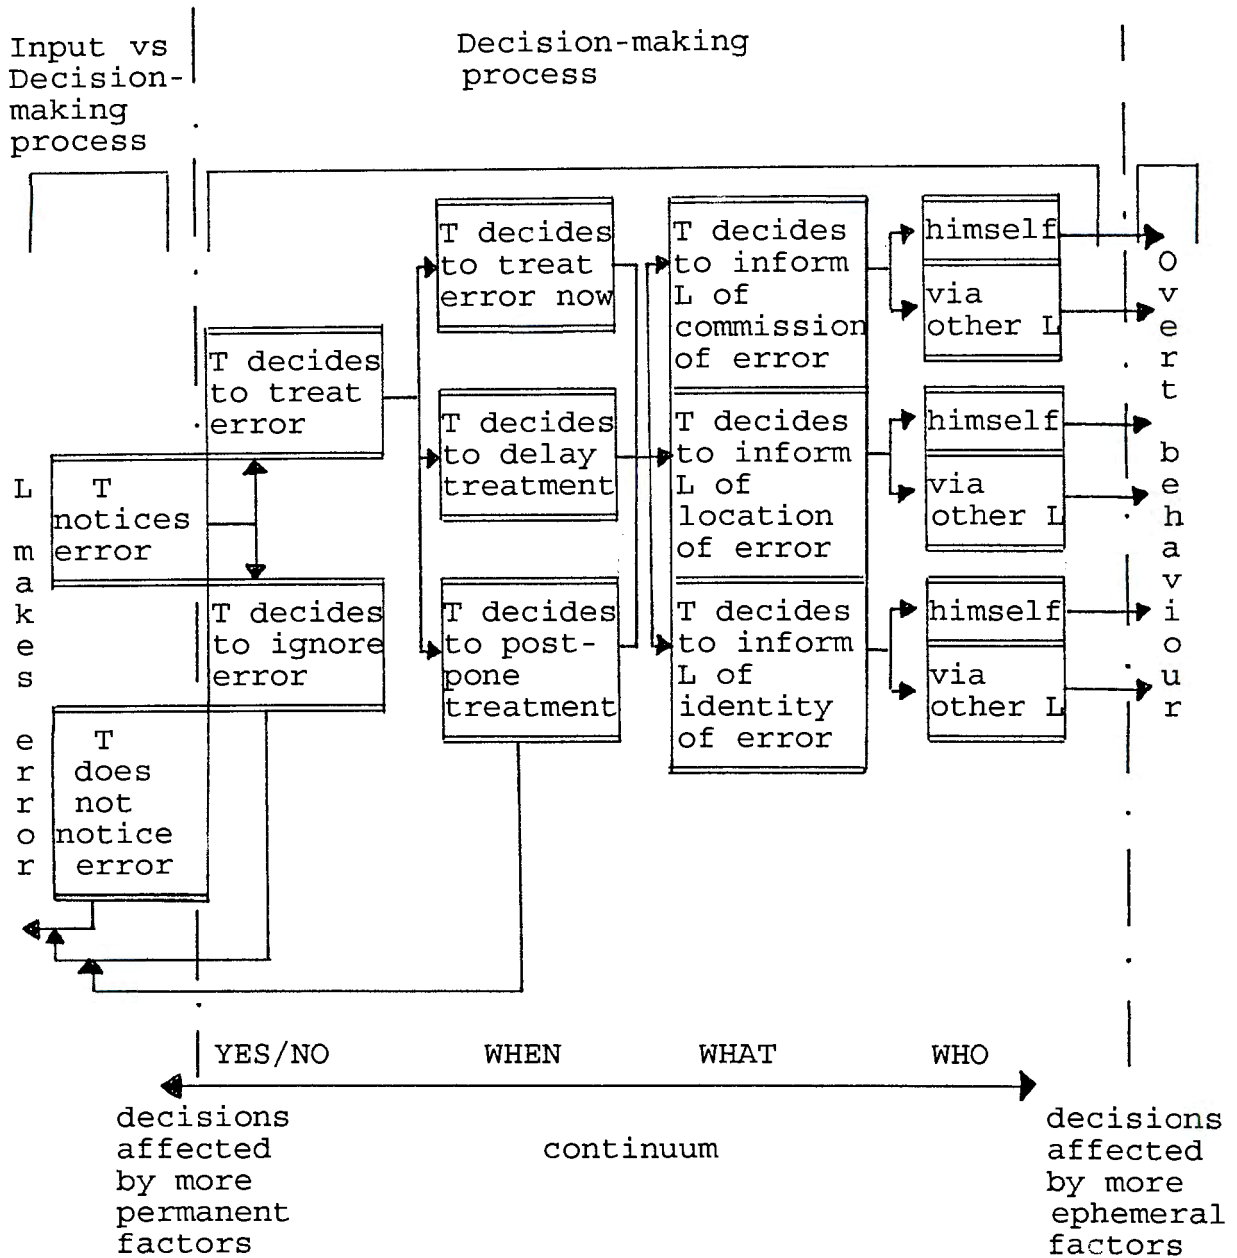 Input vs
Decision-
making
process
Decision-making
process
L makes error
T
notices
error
T
does
not
notice
error
T decides
to treat
error
T decides
to ignore
error
T decides
to treat
error now
T decides
to delay
treatment
T decides
to post-
pone
treatment
T decides
to inform
L of
commission
of error
T decides
to inform
L of
location
of error
T decides
to inform
L of
identity
of error
himself
via
other L
himself
via
other L
himself
via
other L
Overt behaviour
YES/NO
WHEN
WHAT
WHO
decisions
affected
by more
permanent
factors
continuum
decisions
affected
by more
ephemeral
factors